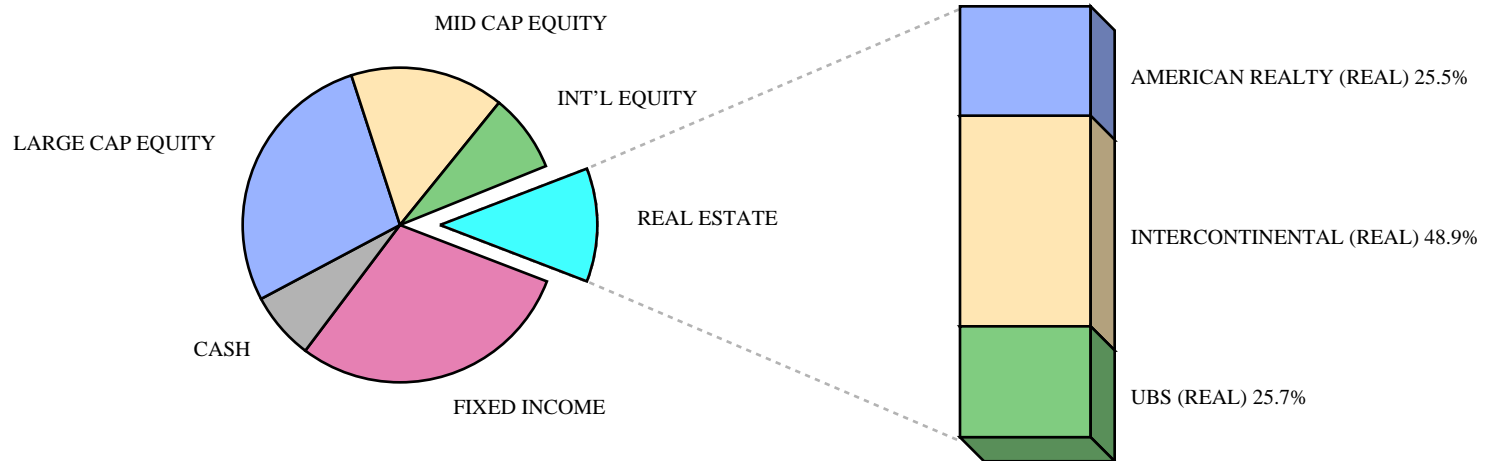 MID CAP EQUITY
INT'L EQUITY
LARGE CAP EQUITY
REAL ESTATE
CASH
FIXED INCOME
AMERICAN REALTY (REAL) 25.5%
INTERCONTINENTAL (REAL) 48.9%
UBS (REAL) 25.7%